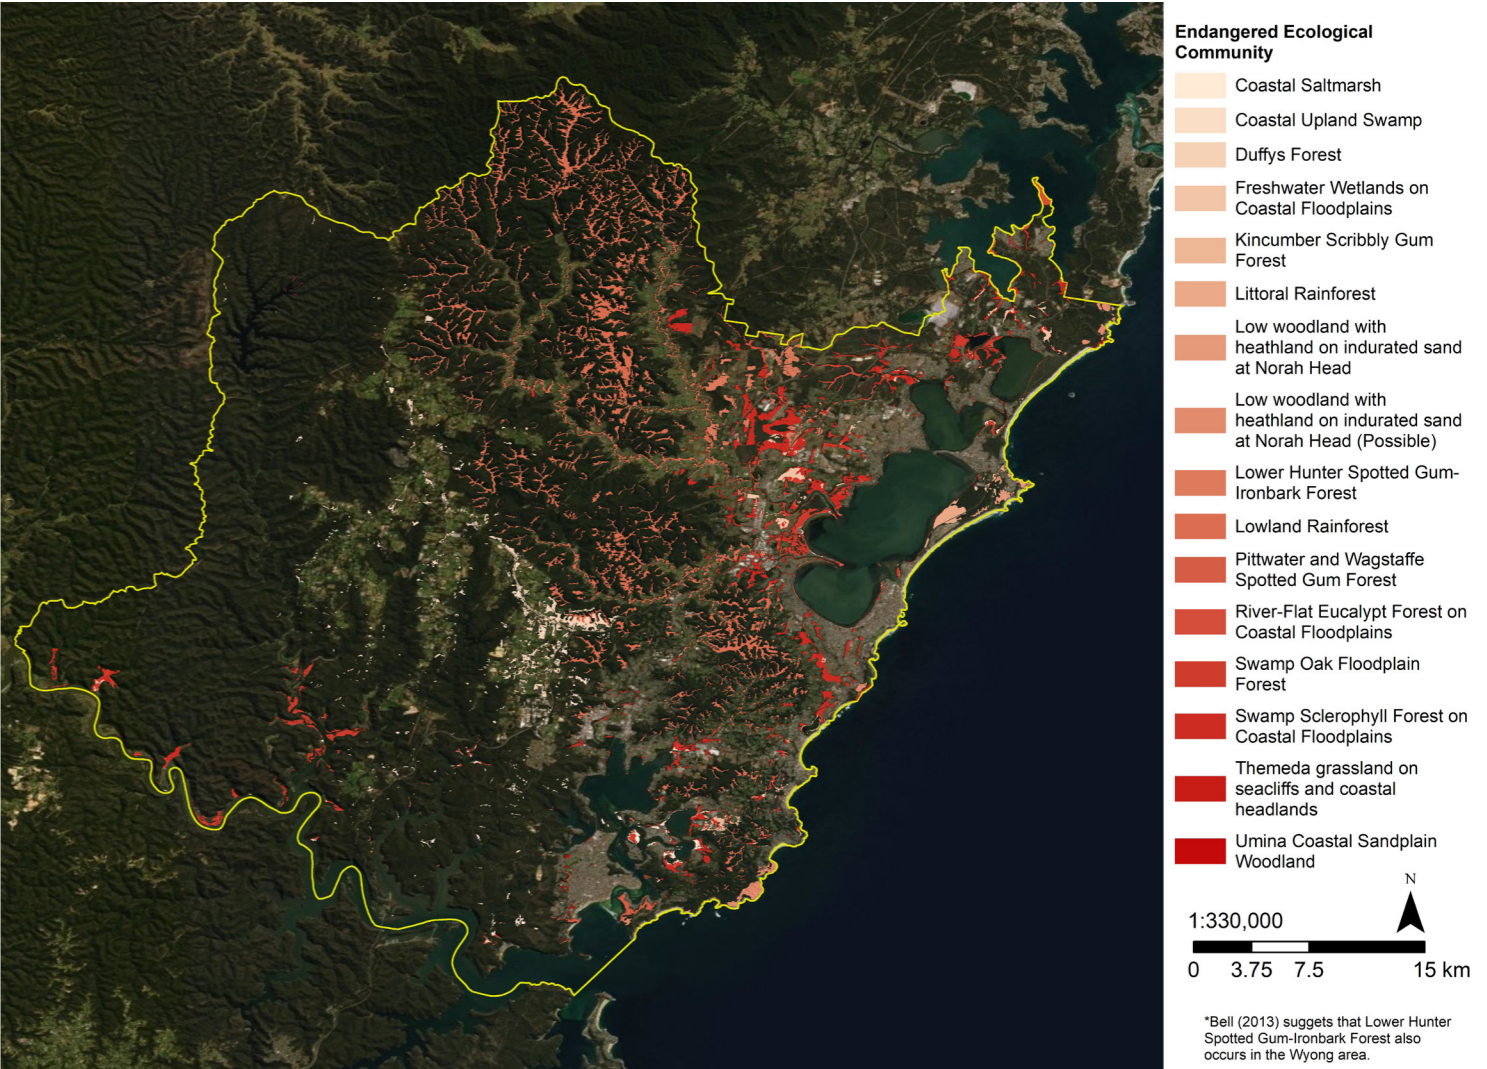 Endangered Ecological
Community
Coastal Saltmarsh
Coastal Upland Swamp
Duffys Forest
Freshwater Wetlands on
Coastal Floodplains
Kincumber Scribbly Gum
Forest
Littoral Rainforest
Low woodland with
heathland on indurated sand
at Norah Head
Low woodland with
heathland on indurated sand
at Norah Head (Possible)
Lower Hunter Spotted Gum-
Ironbark Forest
Lowland Rainforest
Pittwater and Wagstaffe
Spotted Gum Forest
River-Flat Eucalypt Forest on
Coastal Floodplains
Swamp Oak Floodplain
Forest
Swamp Sclerophyll Forest on
Coastal Floodplains
Themeda grassland on
seacliffs and coastal
headlands
Umina Coastal Sandplain
Woodland
N
1:330,000
0 3.75 7.5 15 km
*Bell (2013) suggets that Lower Hunter
Spotted Gum-Ironbark Forest also
occurs in the Wyong area.